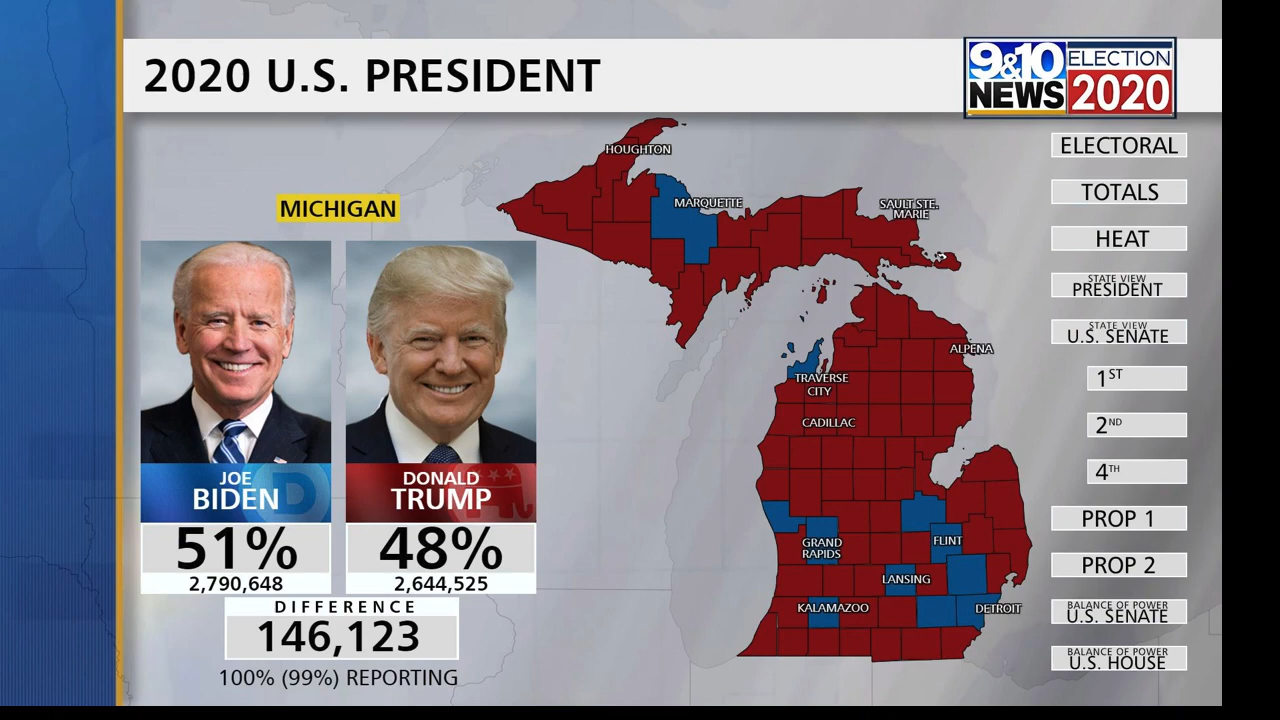 2020 U.S. PRESIDENT
9&10
NEWS
ELECTION
2020
MICHIGAN
JOE
BIDEN
51%
2,790,648
DONALD
TRUMP
48%
2,644,525
DIFFERENCE
146,123
100% (99%) REPORTING
HOUGHTON
MARQUETTE
SAULT STE.
MARIE
ALPENA
TRAVERSE
CITY
CADILLAC
GRAND
RAPIDS
FLINT
LANSING
KALAMAZOO
DETROIT
ELECTORAL
TOTALS
HEAT
STATE VIEW
PRESIDENT
STATE VIEW
U.S. SENATE
1ST
2ND
4TH
PROP 1
PROP 2
BALANCE OF POWER
U.S. SENATE
BALANCE OF POWER
U.S. HOUSE